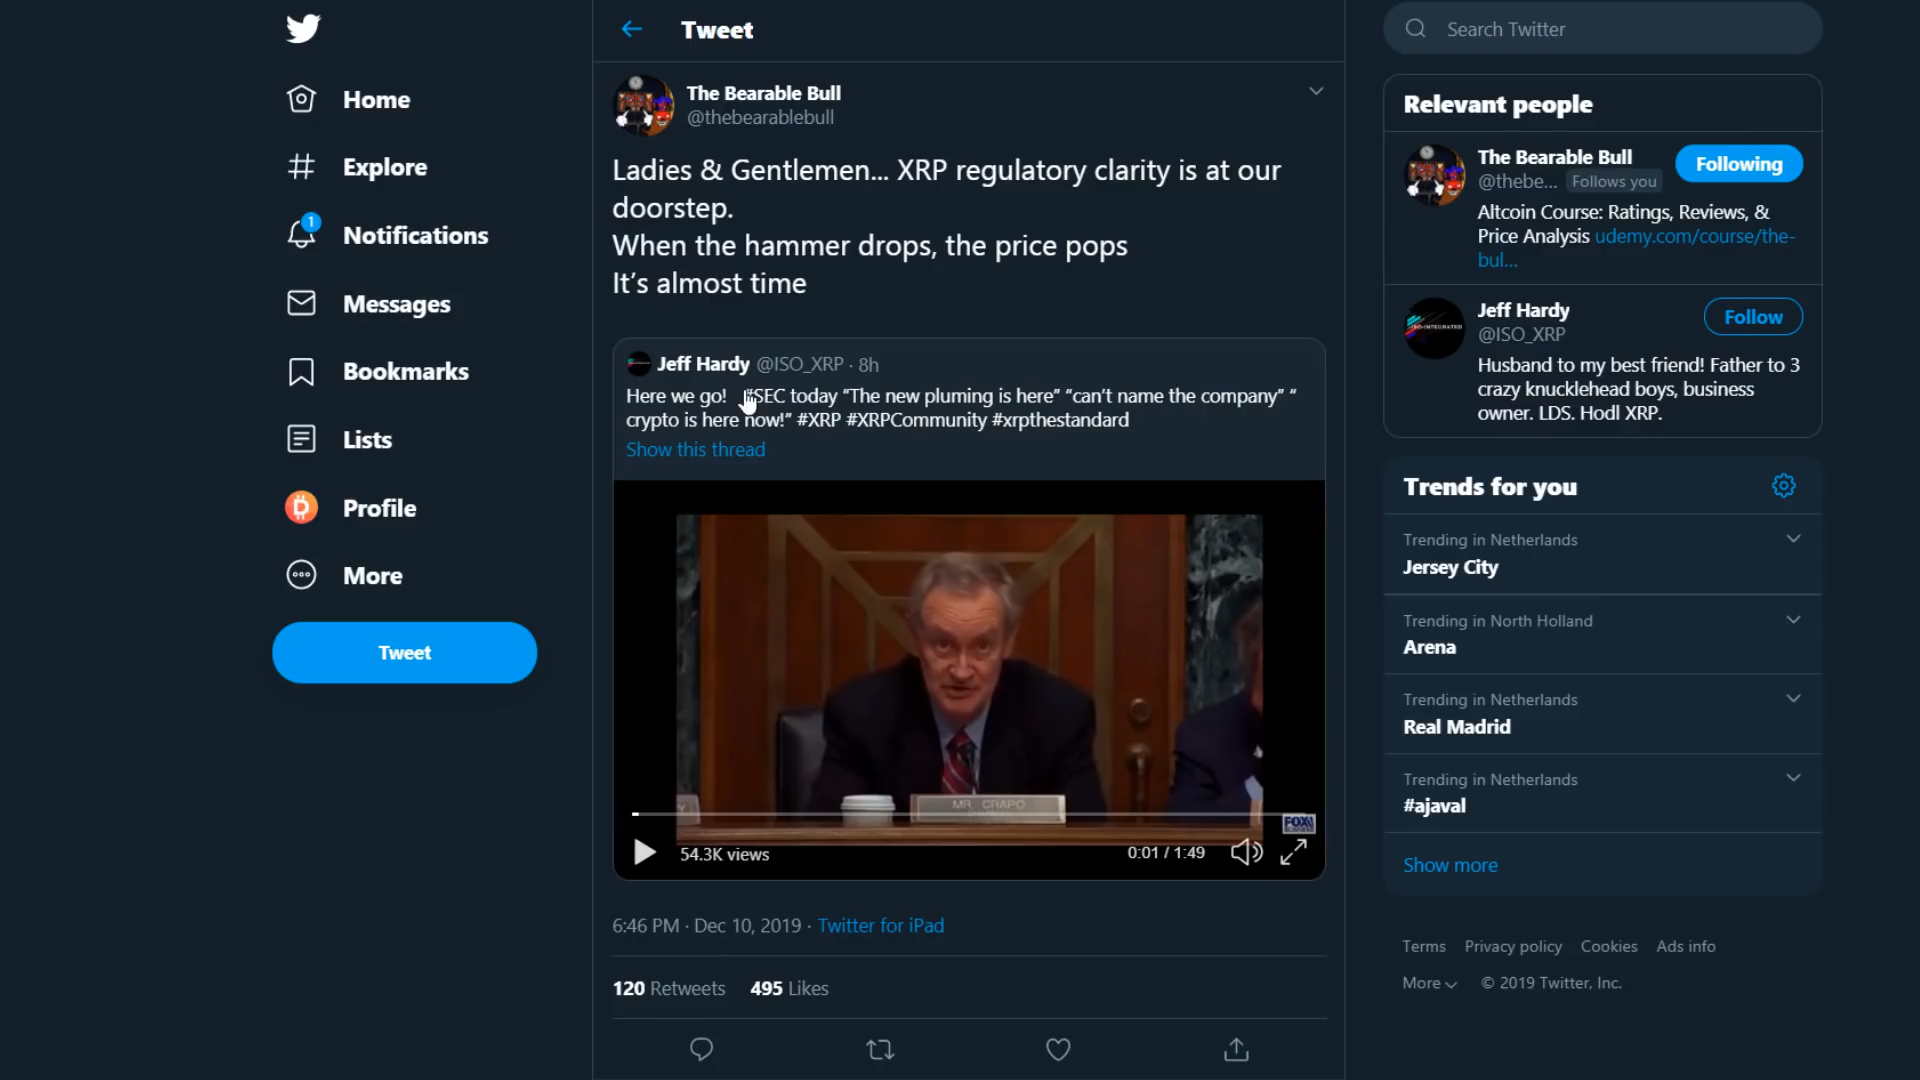 Home
Explore
1
Notifications
Messages
Bookmarks
Lists
Profile
More
Tweet
Tweet
The Bearable Bull
@thebearablebull
Ladies & Gentlemen... XRP regulatory clarity is at our
doorstep.
When the hammer drops, the price pops
It’s almost time
Jeff Hardy @ISO_XRP · 8h
Here we go! #SEC today “The new pluming is here” “can’t name the company” “
crypto is here now!” #XRP #XRPCommunity #xrpthestandard
Show this thread
MR. CRAPO
FOX
54.3K views
0:01 / 1:49
6:46 PM · Dec 10, 2019 · Twitter for iPad
120 Retweets 495 Likes
Search Twitter
Relevant people
The Bearable Bull
Following
@thebe... Follows you
Altcoin Course: Ratings, Reviews, &
Price Analysis udemy.com/course/the-
bul...
Jeff Hardy
Follow
@ISO_XRP
Husband to my best friend! Father to 3
crazy knucklehead boys, business
owner. LDS. Hodl XRP.
Trends for you
Trending in Netherlands
Jersey City
Trending in North Holland
Arena
Trending in Netherlands
Real Madrid
Trending in Netherlands
#ajaval
Show more
Terms Privacy policy Cookies Ads info
More © 2019 Twitter, Inc.